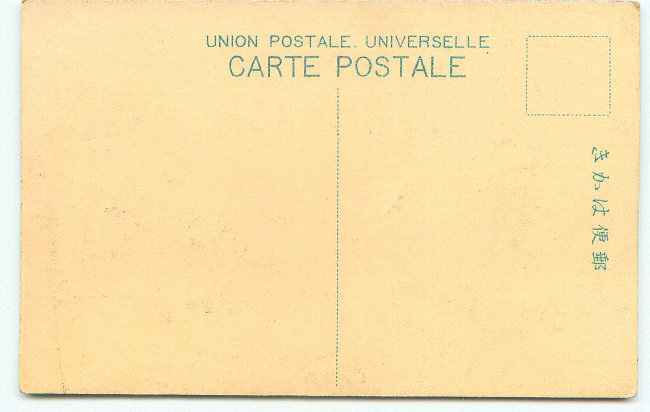 UNION POSTALE. UNIVERSELLE
CARTE POSTALE
郵便はかき